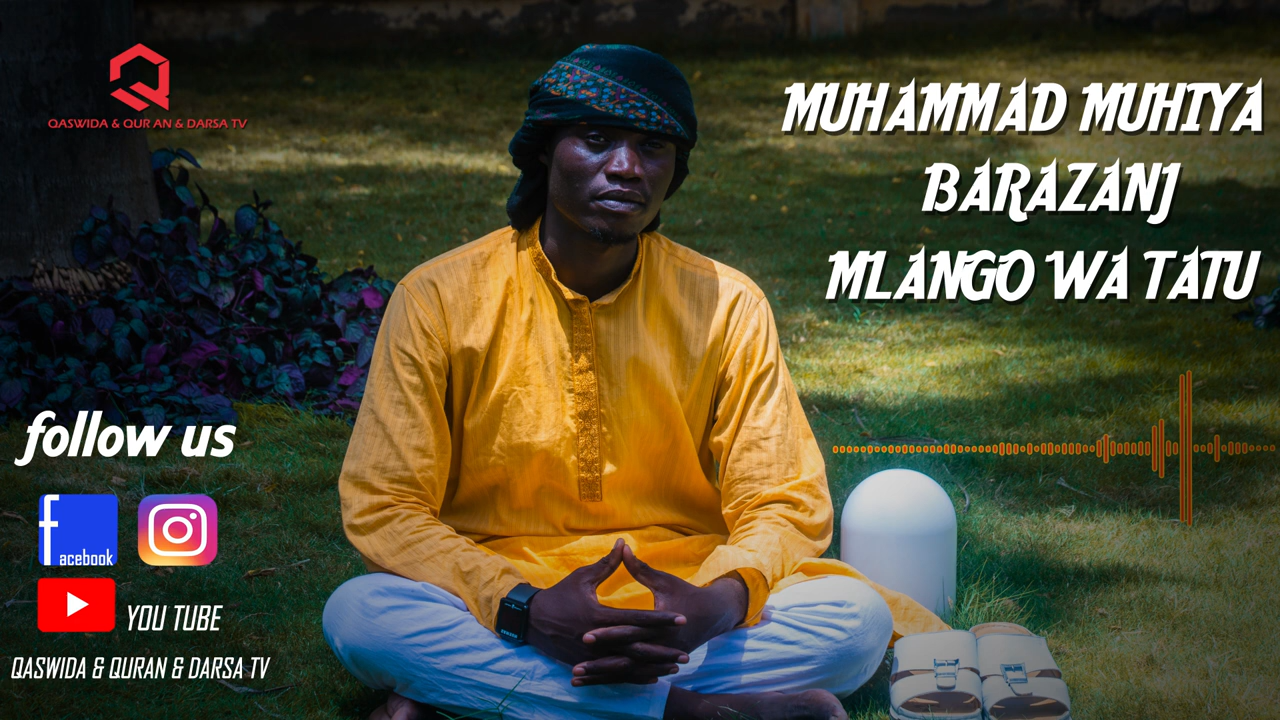 QASWIDA & QUR AN & DARSA TV
MUHAMMAD MUHIYA
BARAZANJ
MLANGO WA TATU
follow us
facebook
YOU TUBE
QASWIDA & QURAN & DARSA TV